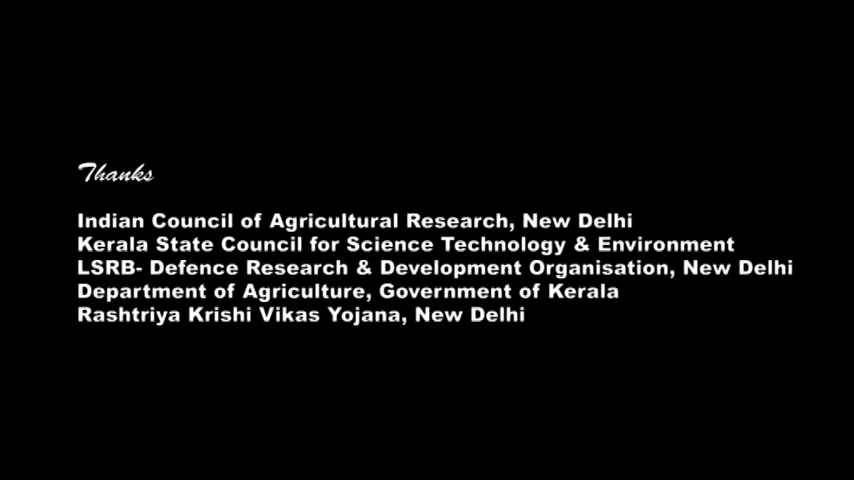 Thanks
Indian Council of Agricultural Research, New Delhi
Kerala State Council for Science Technology & Environment
LSRB- Defence Research & Development Organisation, New Delhi
Department of Agriculture, Government of Kerala
Rashtriya Krishi Vikas Yojana, New Delhi